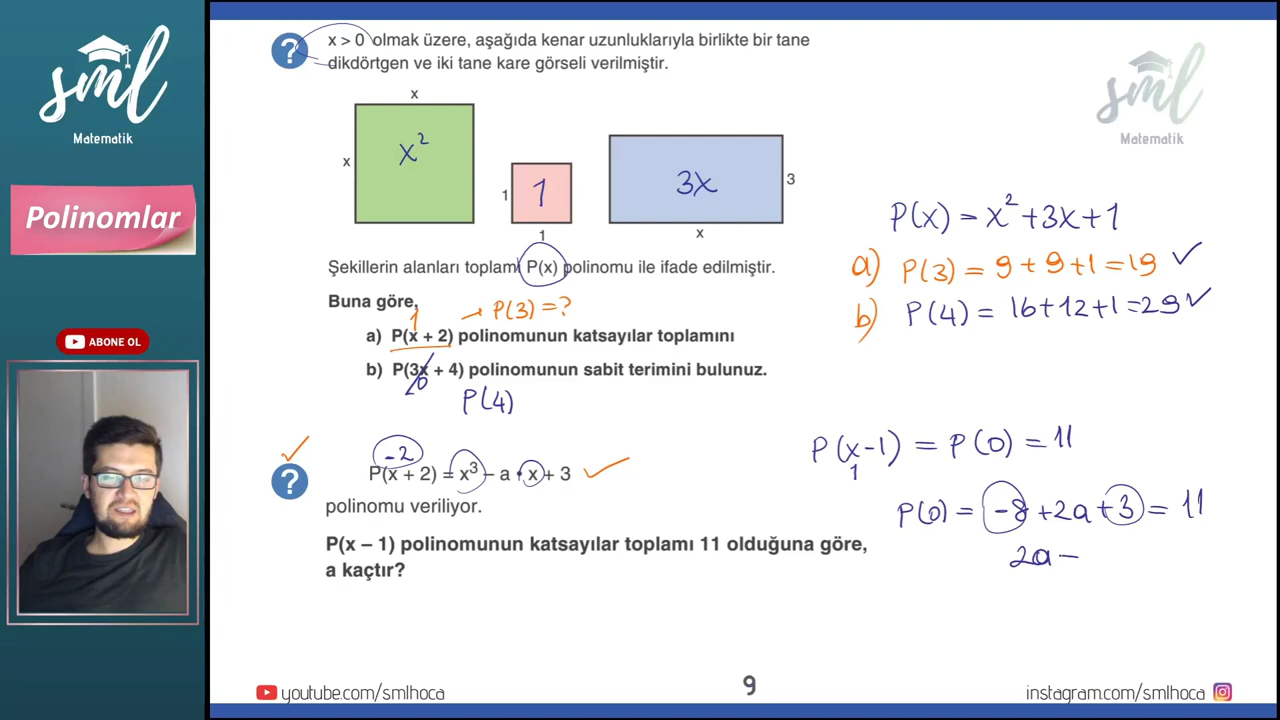 sml
Matematik
Polinomlar
ABONE OL
x > 0 olmak üzere, aşağıda kenar uzunluklarıyla birlikte bir tane
dikdörtgen ve iki tane kare görseli verilmiştir.
x
x
x²
1
1
1
3x
3
x
Şekillerin alanları toplamı P(x) polinomu ile ifade edilmiştir.
Buna göre,
1
→ P(3) = ?
a) P(x + 2) polinomunun katsayılar toplamını
b) P(3x + 4) polinomunun sabit terimini bulunuz.
0
P(4)
sml
Matematik
P(x) = x² + 3x + 1
a) P(3) = 9 + 9 + 1 = 19 ✓
b) P(4) = 16 + 12 + 1 = 29 ✓
-2
P(x + 2) = x³ – a • x + 3
polinomu veriliyor.
P(x – 1) polinomunun katsayılar toplamı 11 olduğuna göre,
a kaçtır?
P(x-1) = P(0) = 11
1
P(0) = -8 + 2a + 3 = 11
2a =
youtube.com/smlhoca
9
instagram.com/smlhoca